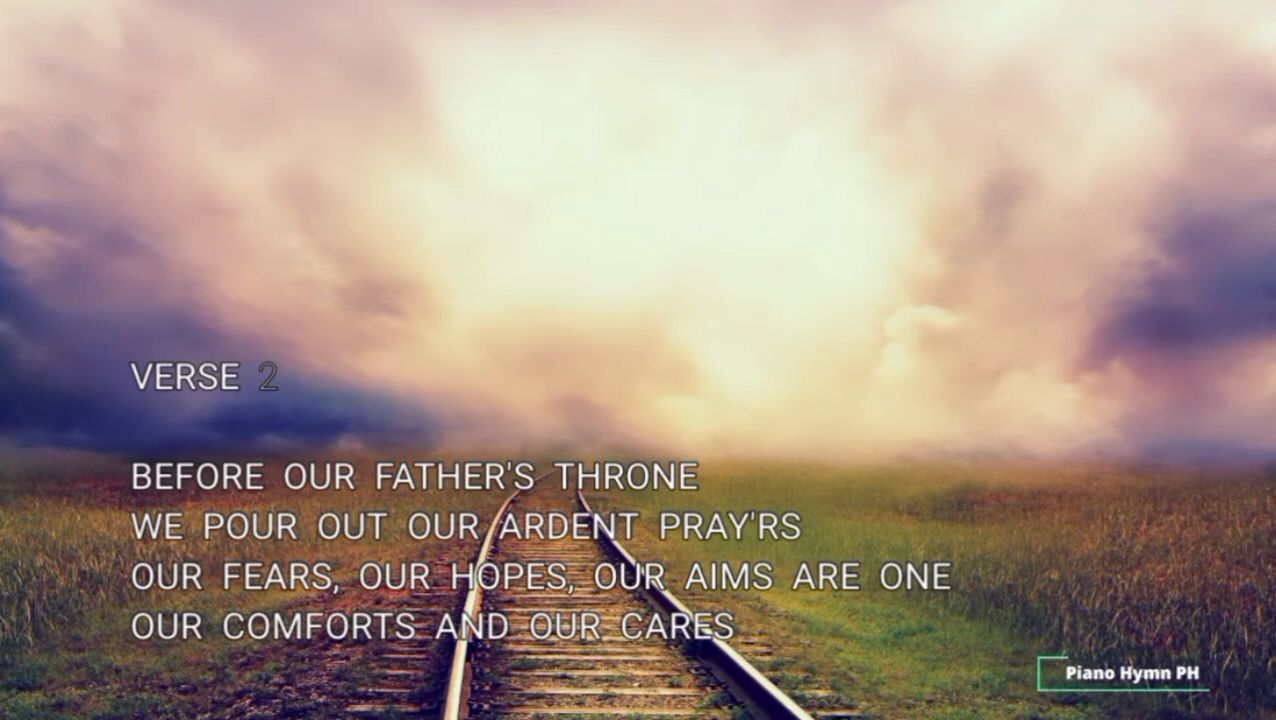 VERSE 2
BEFORE OUR FATHER'S THRONE
WE POUR OUT OUR ARDENT PRAY'RS
OUR FEARS, OUR HOPES, OUR AIMS ARE ONE
OUR COMFORTS AND OUR CARES
Piano Hymn PH